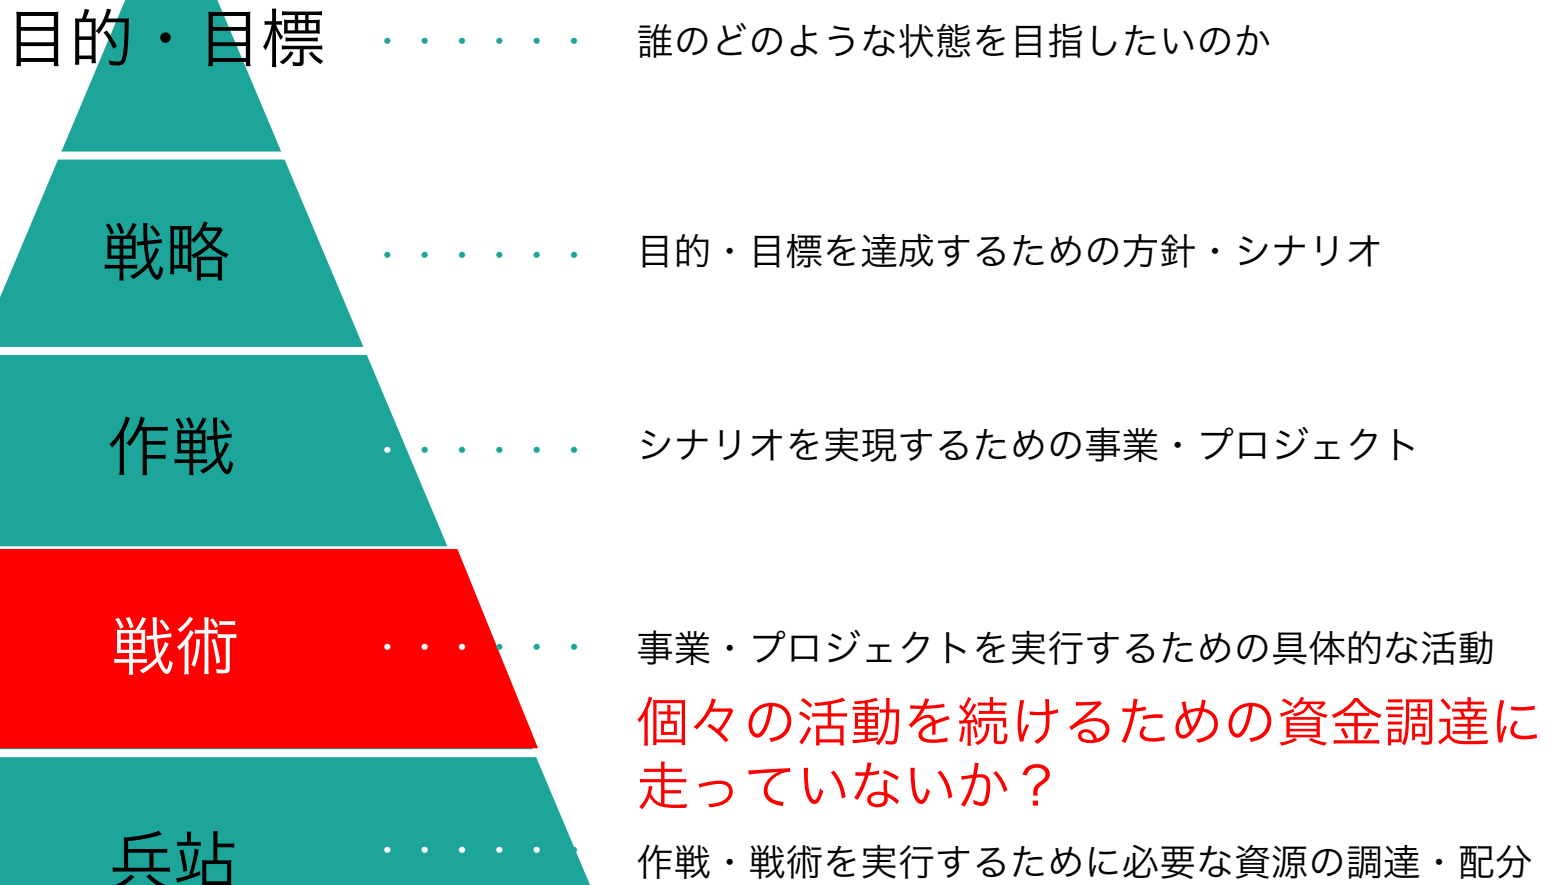 目的・目標 ・・・・・・ 誰のどのような状態を目指したいのか
戦略 ・・・・・・ 目的・目標を達成するための方針・シナリオ
作戦 ・・・・・・ シナリオを実現するための事業・プロジェクト
戦術 ・・・・・・ 事業・プロジェクトを実行するための具体的な活動
個々の活動を続けるための資金調達に
走っていないか？
兵站 ・・・・・・ 作戦・戦術を実行するために必要な資源の調達・配分